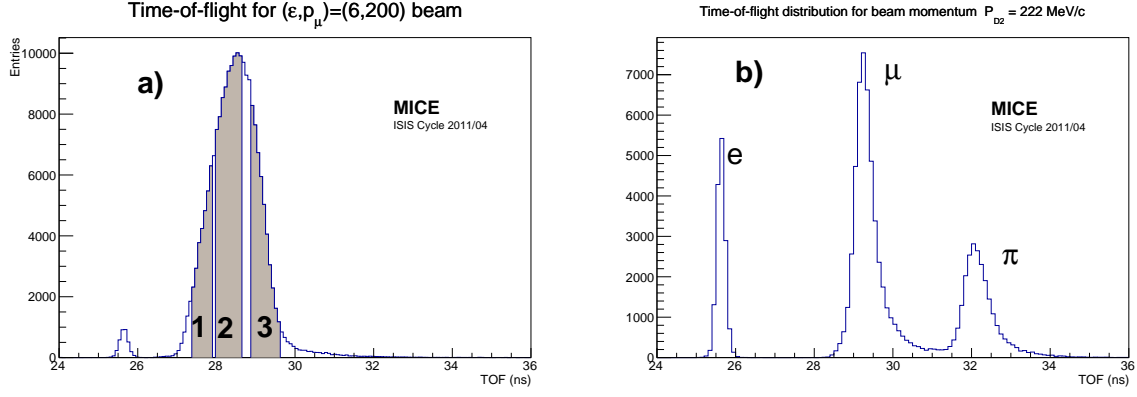 Time-of-flight for (ε,pμ)=(6,200) beam
Entries
10000
8000
6000
4000
2000
0
a)
MICE
ISIS Cycle 2011/04
1 2 3
24 26 28 30 32 34 36
TOF (ns)
Time-of-flight distribution for beam momentum PD2 = 222 MeV/c
7000
6000
5000
4000
3000
2000
1000
0
b)
μ
MICE
ISIS Cycle 2011/04
e
π
24 26 28 30 32 34 36
TOF (ns)